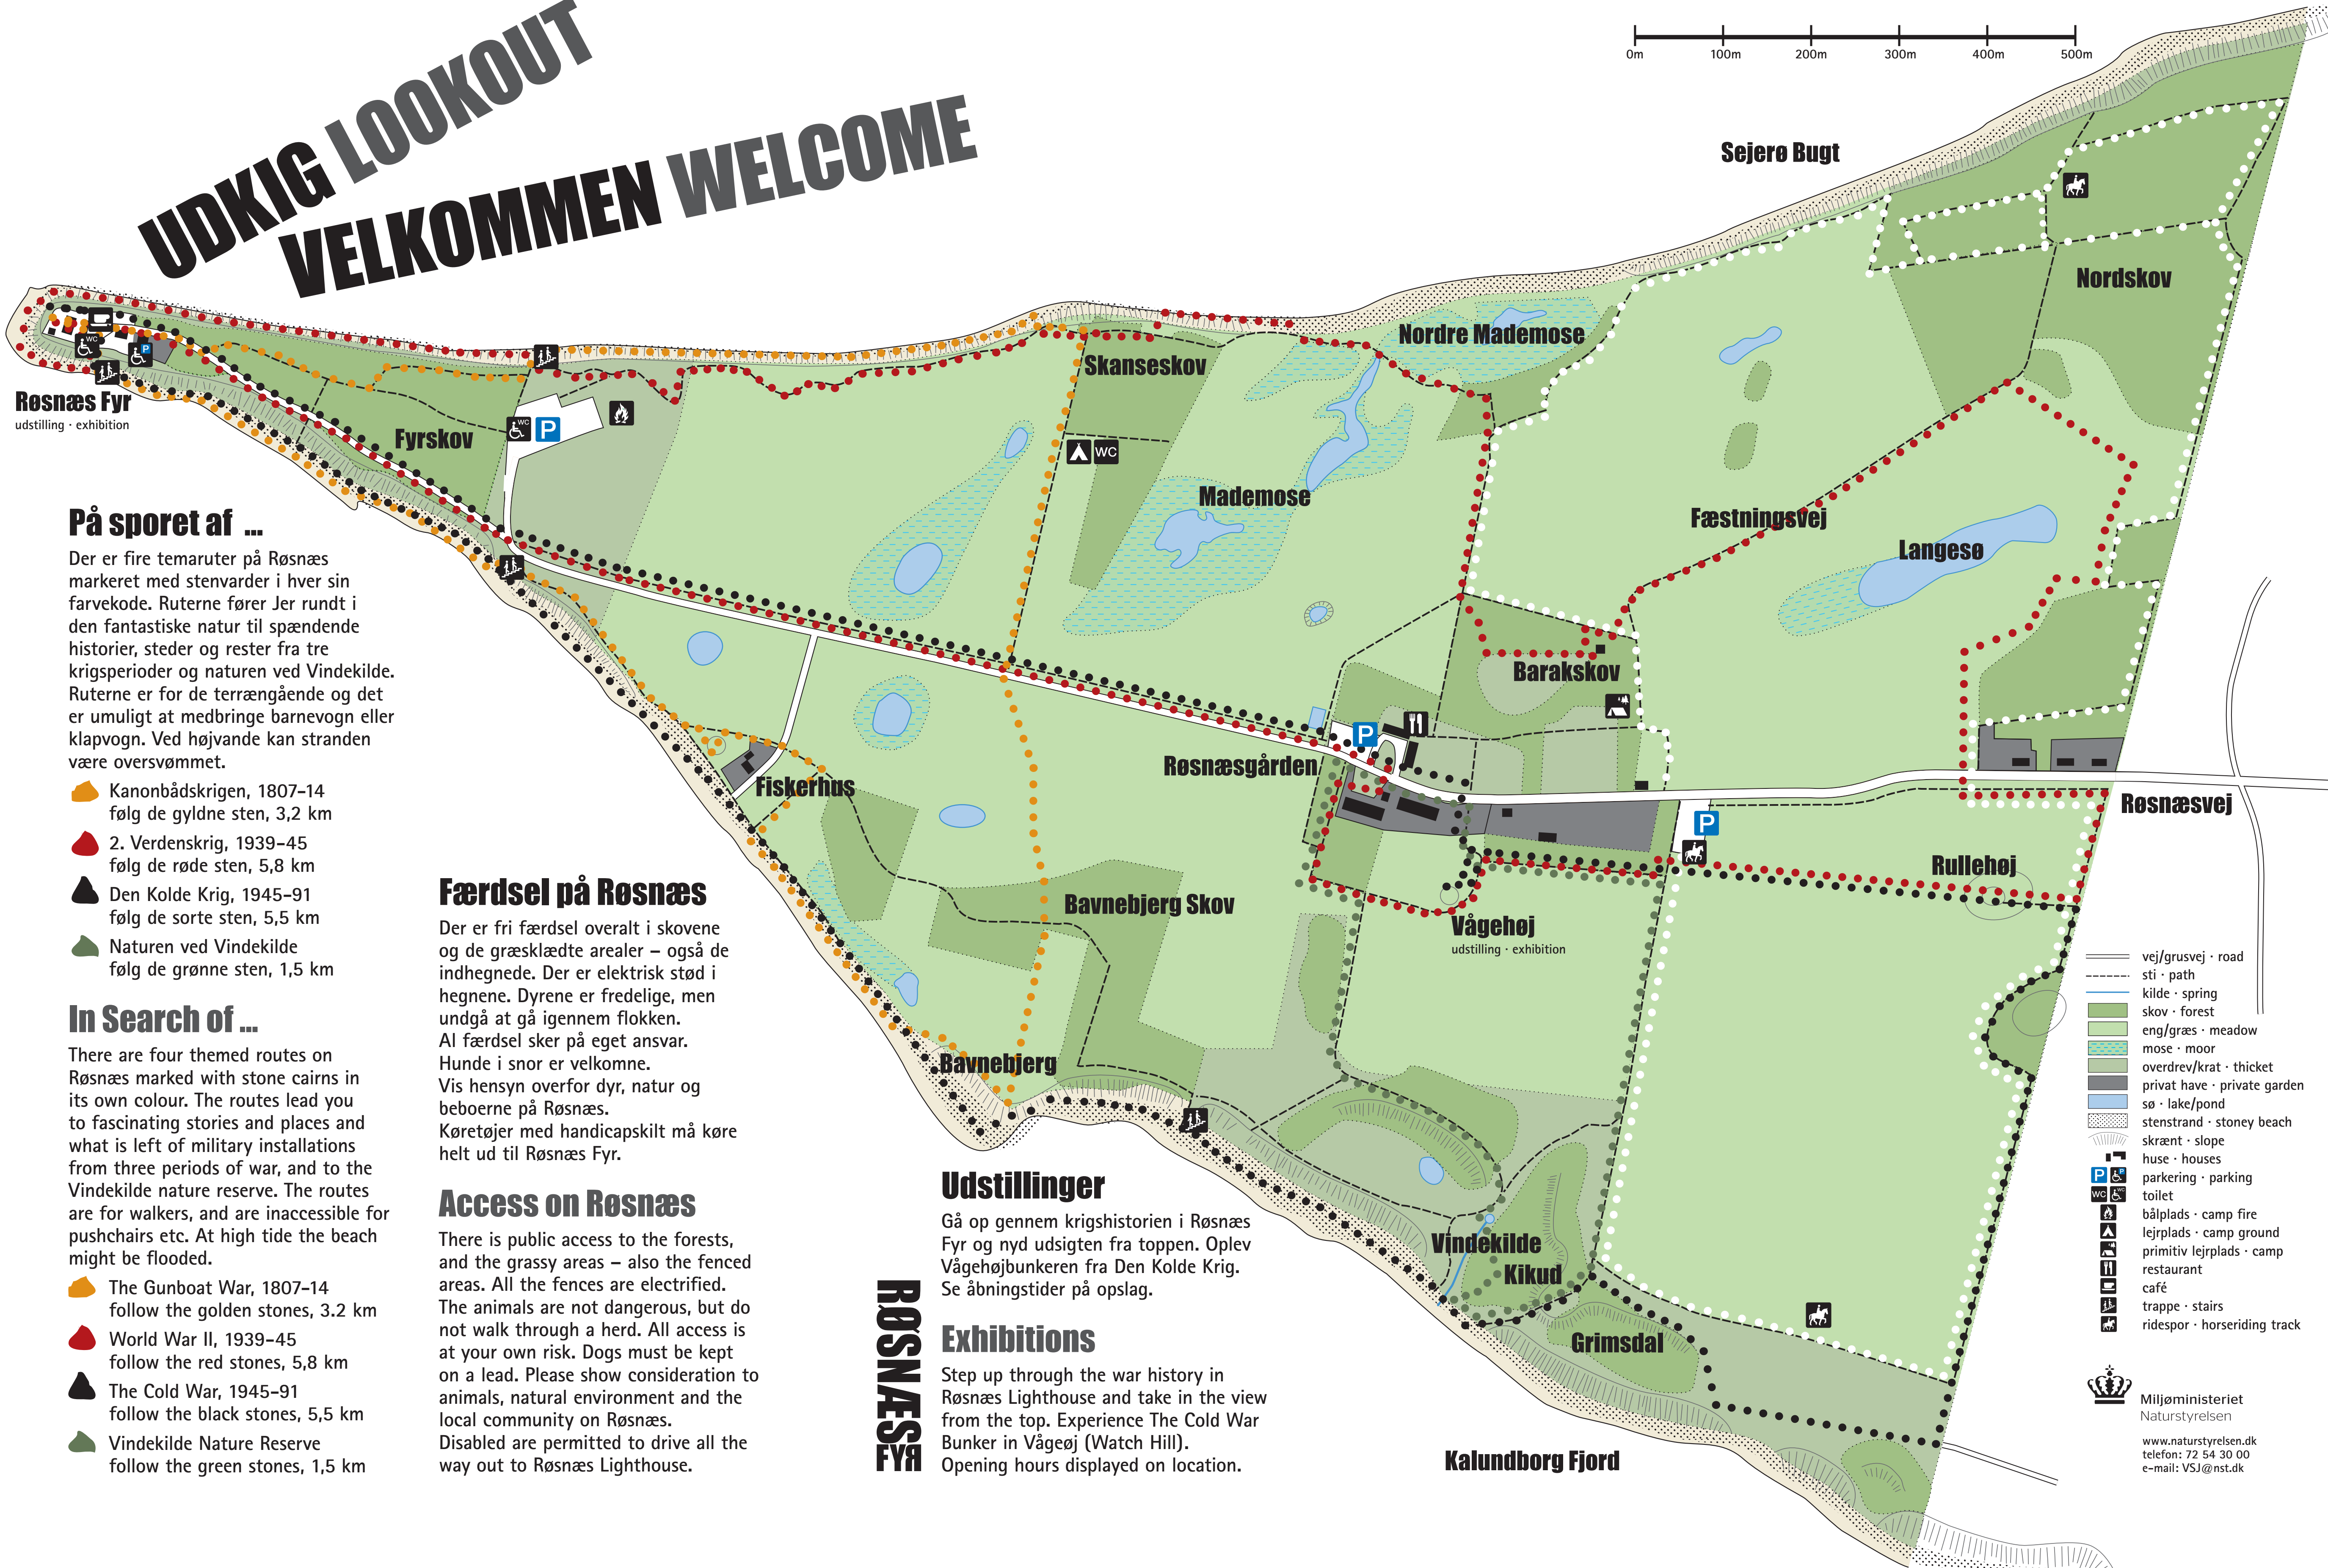 UDKIG LOOKOUT
VELKOMMEN WELCOME
0m 100m 200m 300m 400m 500m
Sejerø Bugt
Nordskov
Nordre Mademose
Skanseskov
Røsnæs Fyr
udstilling · exhibition
WC
P
Fyrskov
WC
P
WC
Mademose
Fæstningsvej
Langesø
Barakskov
P
Røsnæsgården
Fiskerhus
Røsnæsvej
P
Rullehøj
Bavnebjerg Skov
Vågehøj
udstilling · exhibition
Bavnebjerg
Vindekilde
Kikud
Grimsdal
Kalundborg Fjord
På sporet af ...
Der er fire temaruter på Røsnæs
markeret med stenvarder i hver sin
farvekode. Ruterne fører Jer rundt i
den fantastiske natur til spændende
historier, steder og rester fra tre
krigsperioder og naturen ved Vindekilde.
Ruterne er for de terrængående og det
er umuligt at medbringe barnevogn eller
klapvogn. Ved højvande kan stranden
være oversvømmet.
Kanonbådskrigen, 1807-14
følg de gyldne sten, 3,2 km
2. Verdenskrig, 1939-45
følg de røde sten, 5,8 km
Den Kolde Krig, 1945-91
følg de sorte sten, 5,5 km
Naturen ved Vindekilde
følg de grønne sten, 1,5 km
In Search of ...
There are four themed routes on
Røsnæs marked with stone cairns in
its own colour. The routes lead you
to fascinating stories and places and
what is left of military installations
from three periods of war, and to the
Vindekilde nature reserve. The routes
are for walkers, and are inaccessible for
pushchairs etc. At high tide the beach
might be flooded.
The Gunboat War, 1807-14
follow the golden stones, 3.2 km
World War II, 1939-45
follow the red stones, 5,8 km
The Cold War, 1945-91
follow the black stones, 5,5 km
Vindekilde Nature Reserve
follow the green stones, 1,5 km
Færdsel på Røsnæs
Der er fri færdsel overalt i skovene
og de græsklædte arealer – også de
indhegnede. Der er elektrisk stød i
hegnene. Dyrene er fredelige, men
undgå at gå igennem flokken.
Al færdsel sker på eget ansvar.
Hunde i snor er velkomne.
Vis hensyn overfor dyr, natur og
beboerne på Røsnæs.
Køretøjer med handicapskilt må køre
helt ud til Røsnæs Fyr.
Access on Røsnæs
There is public access to the forests,
and the grassy areas – also the fenced
areas. All the fences are electrified.
The animals are not dangerous, but do
not walk through a herd. All access is
at your own risk. Dogs must be kept
on a lead. Please show consideration to
animals, natural environment and the
local community on Røsnæs.
Disabled are permitted to drive all the
way out to Røsnæs Lighthouse.
RØSNÆS
FYR
Udstillinger
Gå op gennem krigshistorien i Røsnæs
Fyr og nyd udsigten fra toppen. Oplev
Vågehøjbunkeren fra Den Kolde Krig.
Se åbningstider på opslag.
Exhibitions
Step up through the war history in
Røsnæs Lighthouse and take in the view
from the top. Experience The Cold War
Bunker in Vågeøj (Watch Hill).
Opening hours displayed on location.
vej/grusvej · road
sti · path
kilde · spring
skov · forest
eng/græs · meadow
mose · moor
overdrev/krat · thicket
privat have · private garden
sø · lake/pond
stenstrand · stoney beach
skrænt · slope
huse · houses
P P parkering · parking
WC WC toilet
bålplads · camp fire
lejrplads · camp ground
primitiv lejrplads · camp
restaurant
café
trappe · stairs
ridespor · horseriding track
Miljøministeriet
Naturstyrelsen
www.naturstyrelsen.dk
telefon: 72 54 30 00
e-mail: VSJ@nst.dk